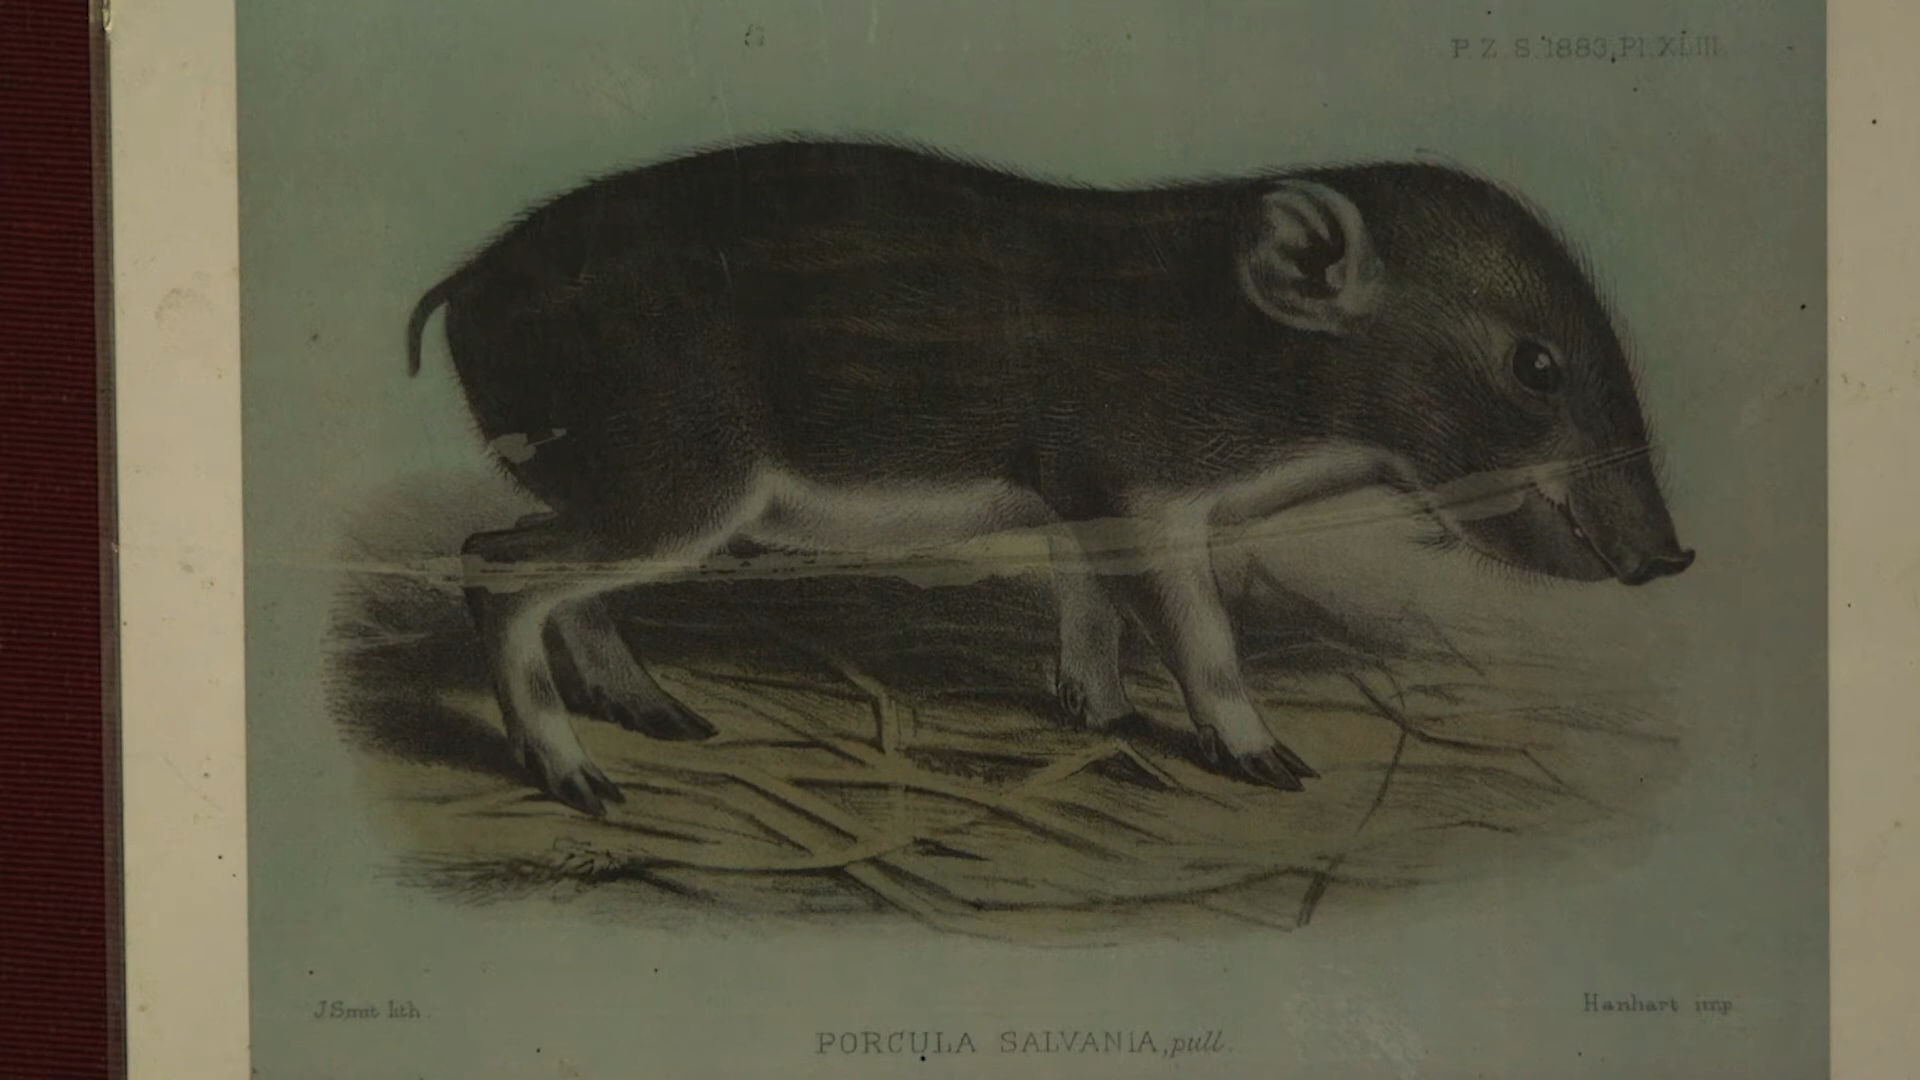 P. Z. S. 1883, Pl. XLIII.
J Smit lith.
Hanhart imp
PORCULA SALVANIA, pull.